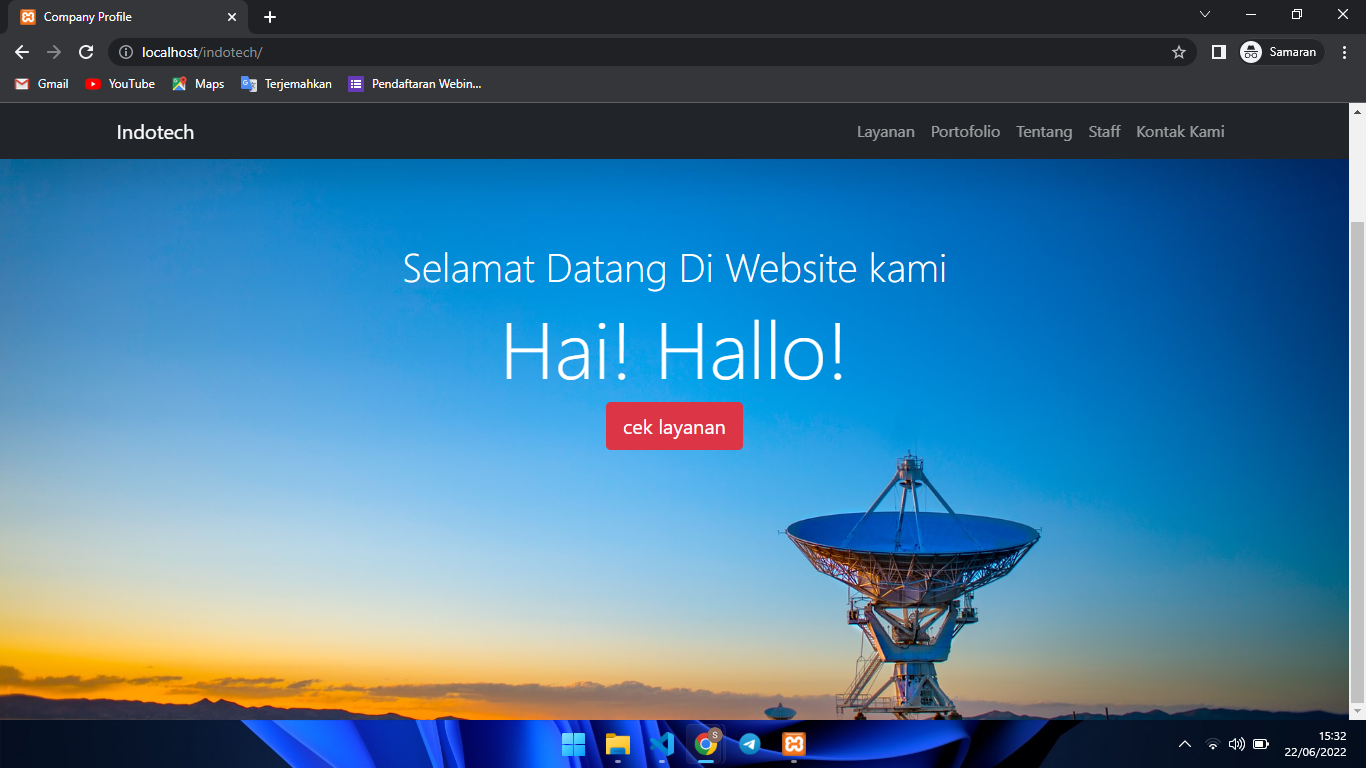 Company Profile
localhost/indotech/
Samaran
Gmail YouTube Maps Terjemahkan Pendaftaran Webin...
Indotech Layanan Portofolio Tentang Staff Kontak Kami
Selamat Datang Di Website kami
Hai! Hallo!
cek layanan
S
15:32
22/06/2022